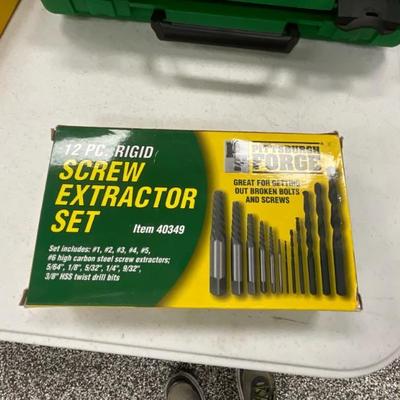 12 PC. RIGID
SCREW
EXTRACTOR
SET
Item 40349
Set includes: #1, #2, #3, #4, #5,
#6 high carbon steel screw extractors;
5/64", 1/8", 5/32", 1/4", 9/32",
3/8" HSS twist drill bits
PITTSBURGH
FORGE
GREAT FOR GETTING
OUT BROKEN BOLTS
AND SCREWS